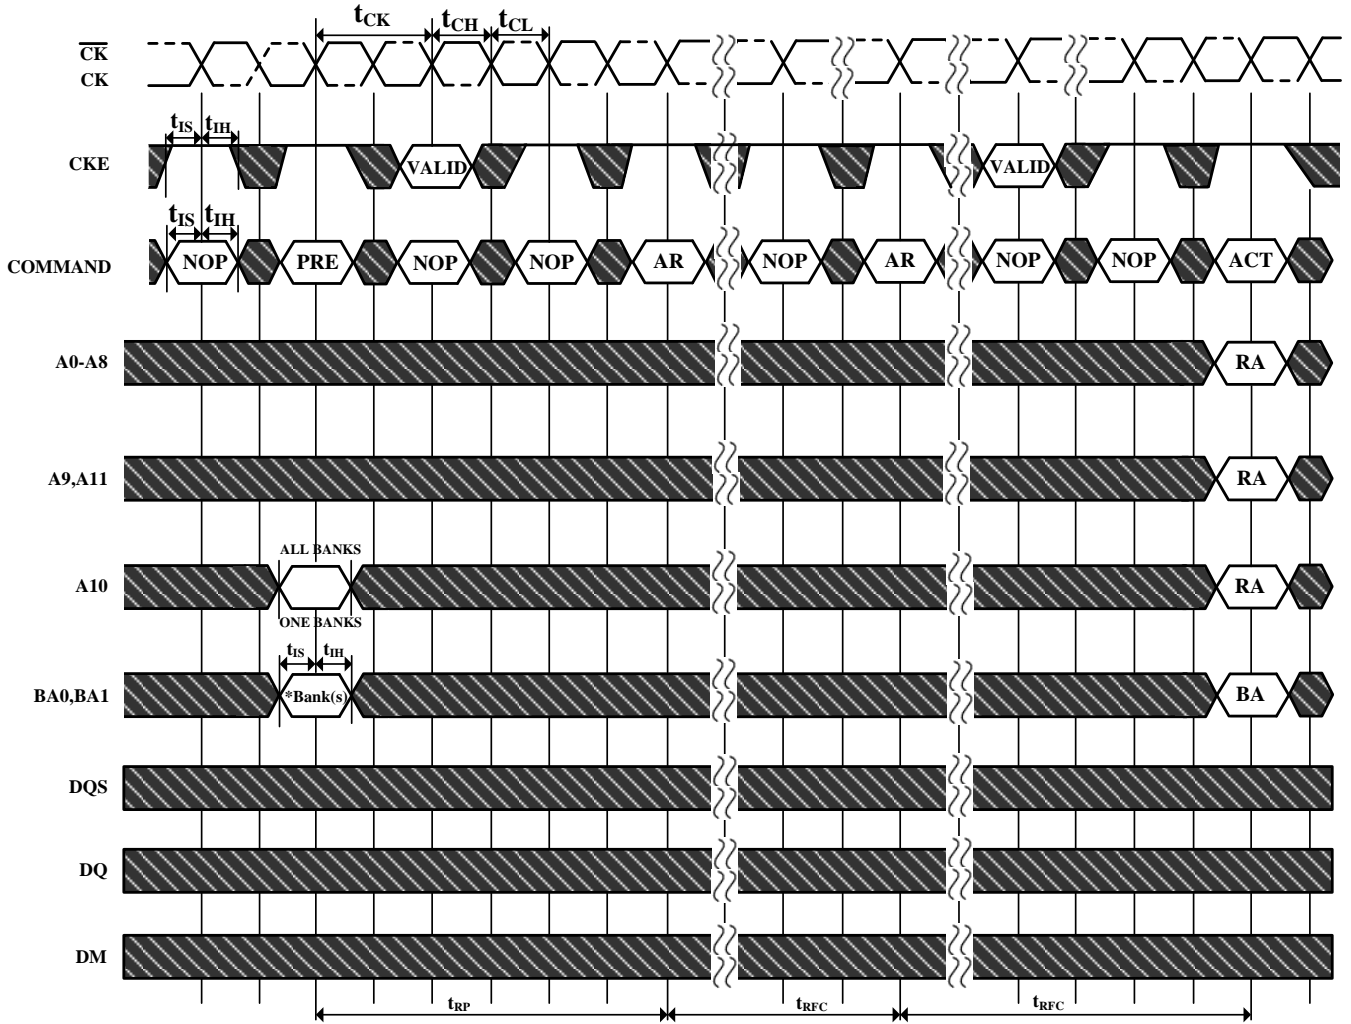 tCK tCH tCL
CK
CK
tIS tIH
CKE VALID VALID
tIS tIH
COMMAND NOP PRE NOP NOP AR NOP AR NOP NOP ACT
A0-A8 RA
A9,A11 RA
ALL BANKS
A10 RA
ONE BANKS
tIS tIH
BA0,BA1 *Bank(s) BA
DQS
DQ
DM
tRP tRFC tRFC